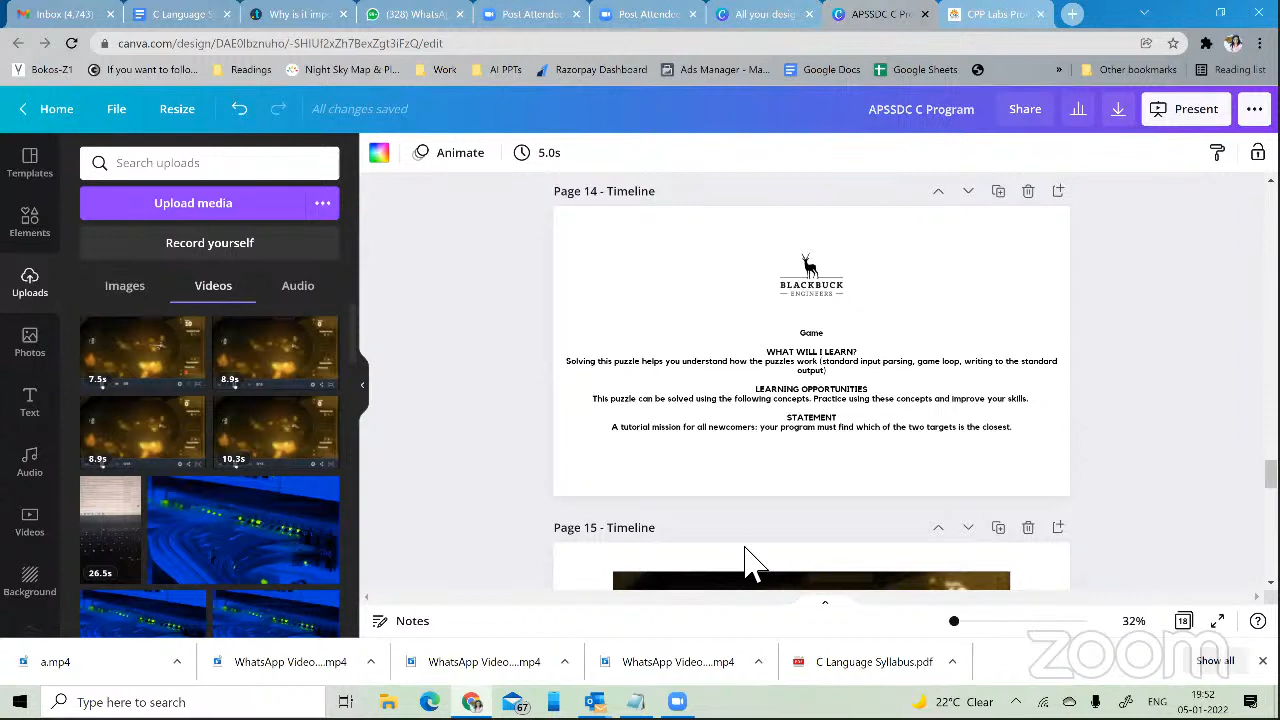 Inbox (4,743)
C Language S
Why is it imp
(328) WhatsA
Post Attende
Post Attende
All your desig
APSSDC C Pro
CPP Labs Pro
canva.com/design/DAE0lbznuho/-SHIUf2xZh7BexZgt3iFzQ/edit
Bokos-Z1
If you want to follow...
Readings
Night Sky Map & Pl...
Work
AI PPTs
Razorpay Dashboard
Ads Manager - Ma...
Google Docs
Google Sheets
»
Other bookmarks
Reading list
Home
File
Resize
All changes saved
APSSDC C Program
Share
Present
Templates
Elements
Uploads
Photos
Text
Audio
Videos
Background
Search uploads
Upload media
Record yourself
Images
Videos
Audio
7.5s
8.9s
8.9s
10.3s
26.5s
Animate
5.0s
Page 14 - Timeline
BLACKBUCK
ENGINEERS
Game
WHAT WILL I LEARN?
Solving this puzzle helps you understand how the puzzles work (standard input parsing, game loop, writing to the standard
output)
LEARNING OPPORTUNITIES
This puzzle can be solved using the following concepts. Practice using these concepts and improve your skills.
STATEMENT
A tutorial mission for all newcomers: your program must find which of the two targets is the closest.
Page 15 - Timeline
Notes
32%
18
zoom
a.mp4
WhatsApp Video....mp4
WhatsApp Video....mp4
WhatsApp Video....mp4
C Language Syllabus.pdf
Show all
Type here to search
67
22°C Clear
ENG
19:52
05-01-2022